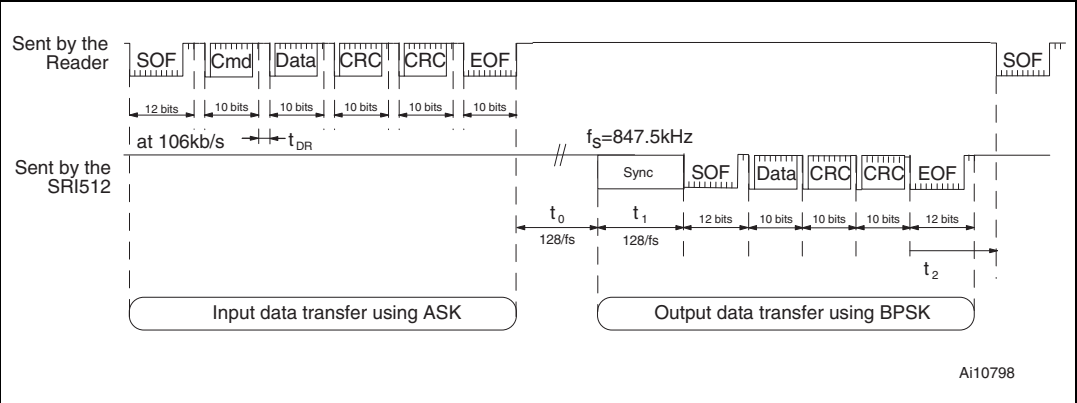 Sent by the Reader
SOF Cmd Data CRC CRC EOF SOF
12 bits 10 bits 10 bits 10 bits 10 bits 10 bits
at 106kb/s tDR fs=847.5kHz
Sent by the SRI512
Sync SOF Data CRC CRC EOF
t0 t1 12 bits 10 bits 10 bits 10 bits 12 bits
128/fs 128/fs
t2
Input data transfer using ASK Output data transfer using BPSK
Ai10798